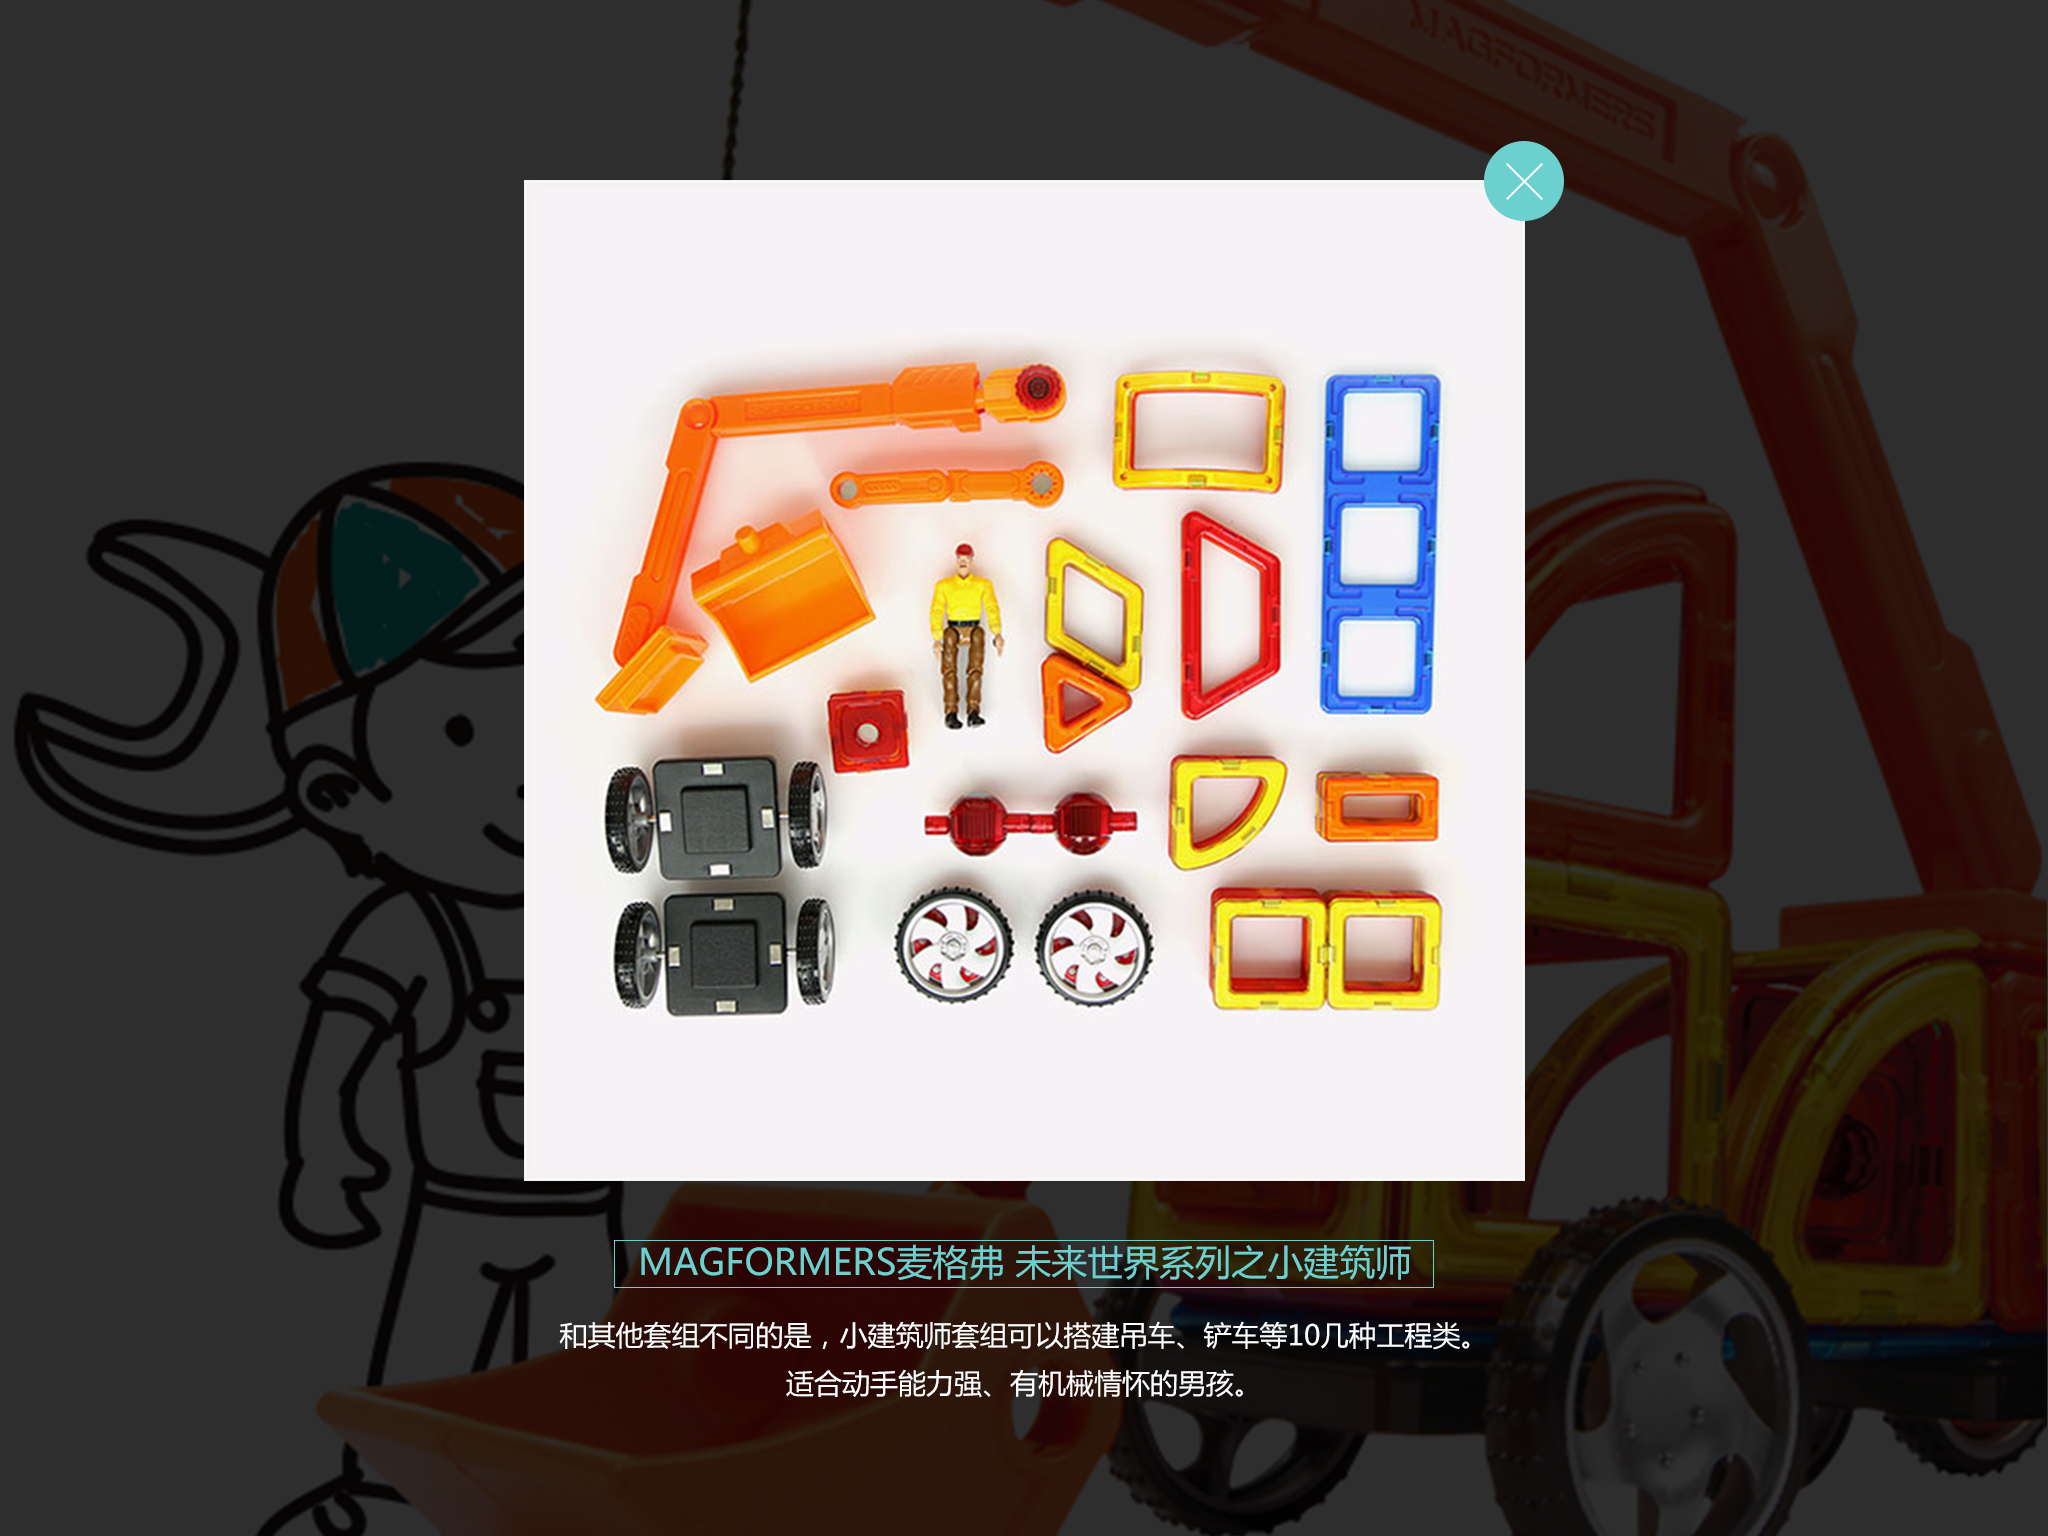 MAGFORMERS
MAGFORMERS麦格弗 未来世界系列之小建筑师
和其他套组不同的是，小建筑师套组可以搭建吊车、铲车等10几种工程类。
适合动手能力强、有机械情怀的男孩。